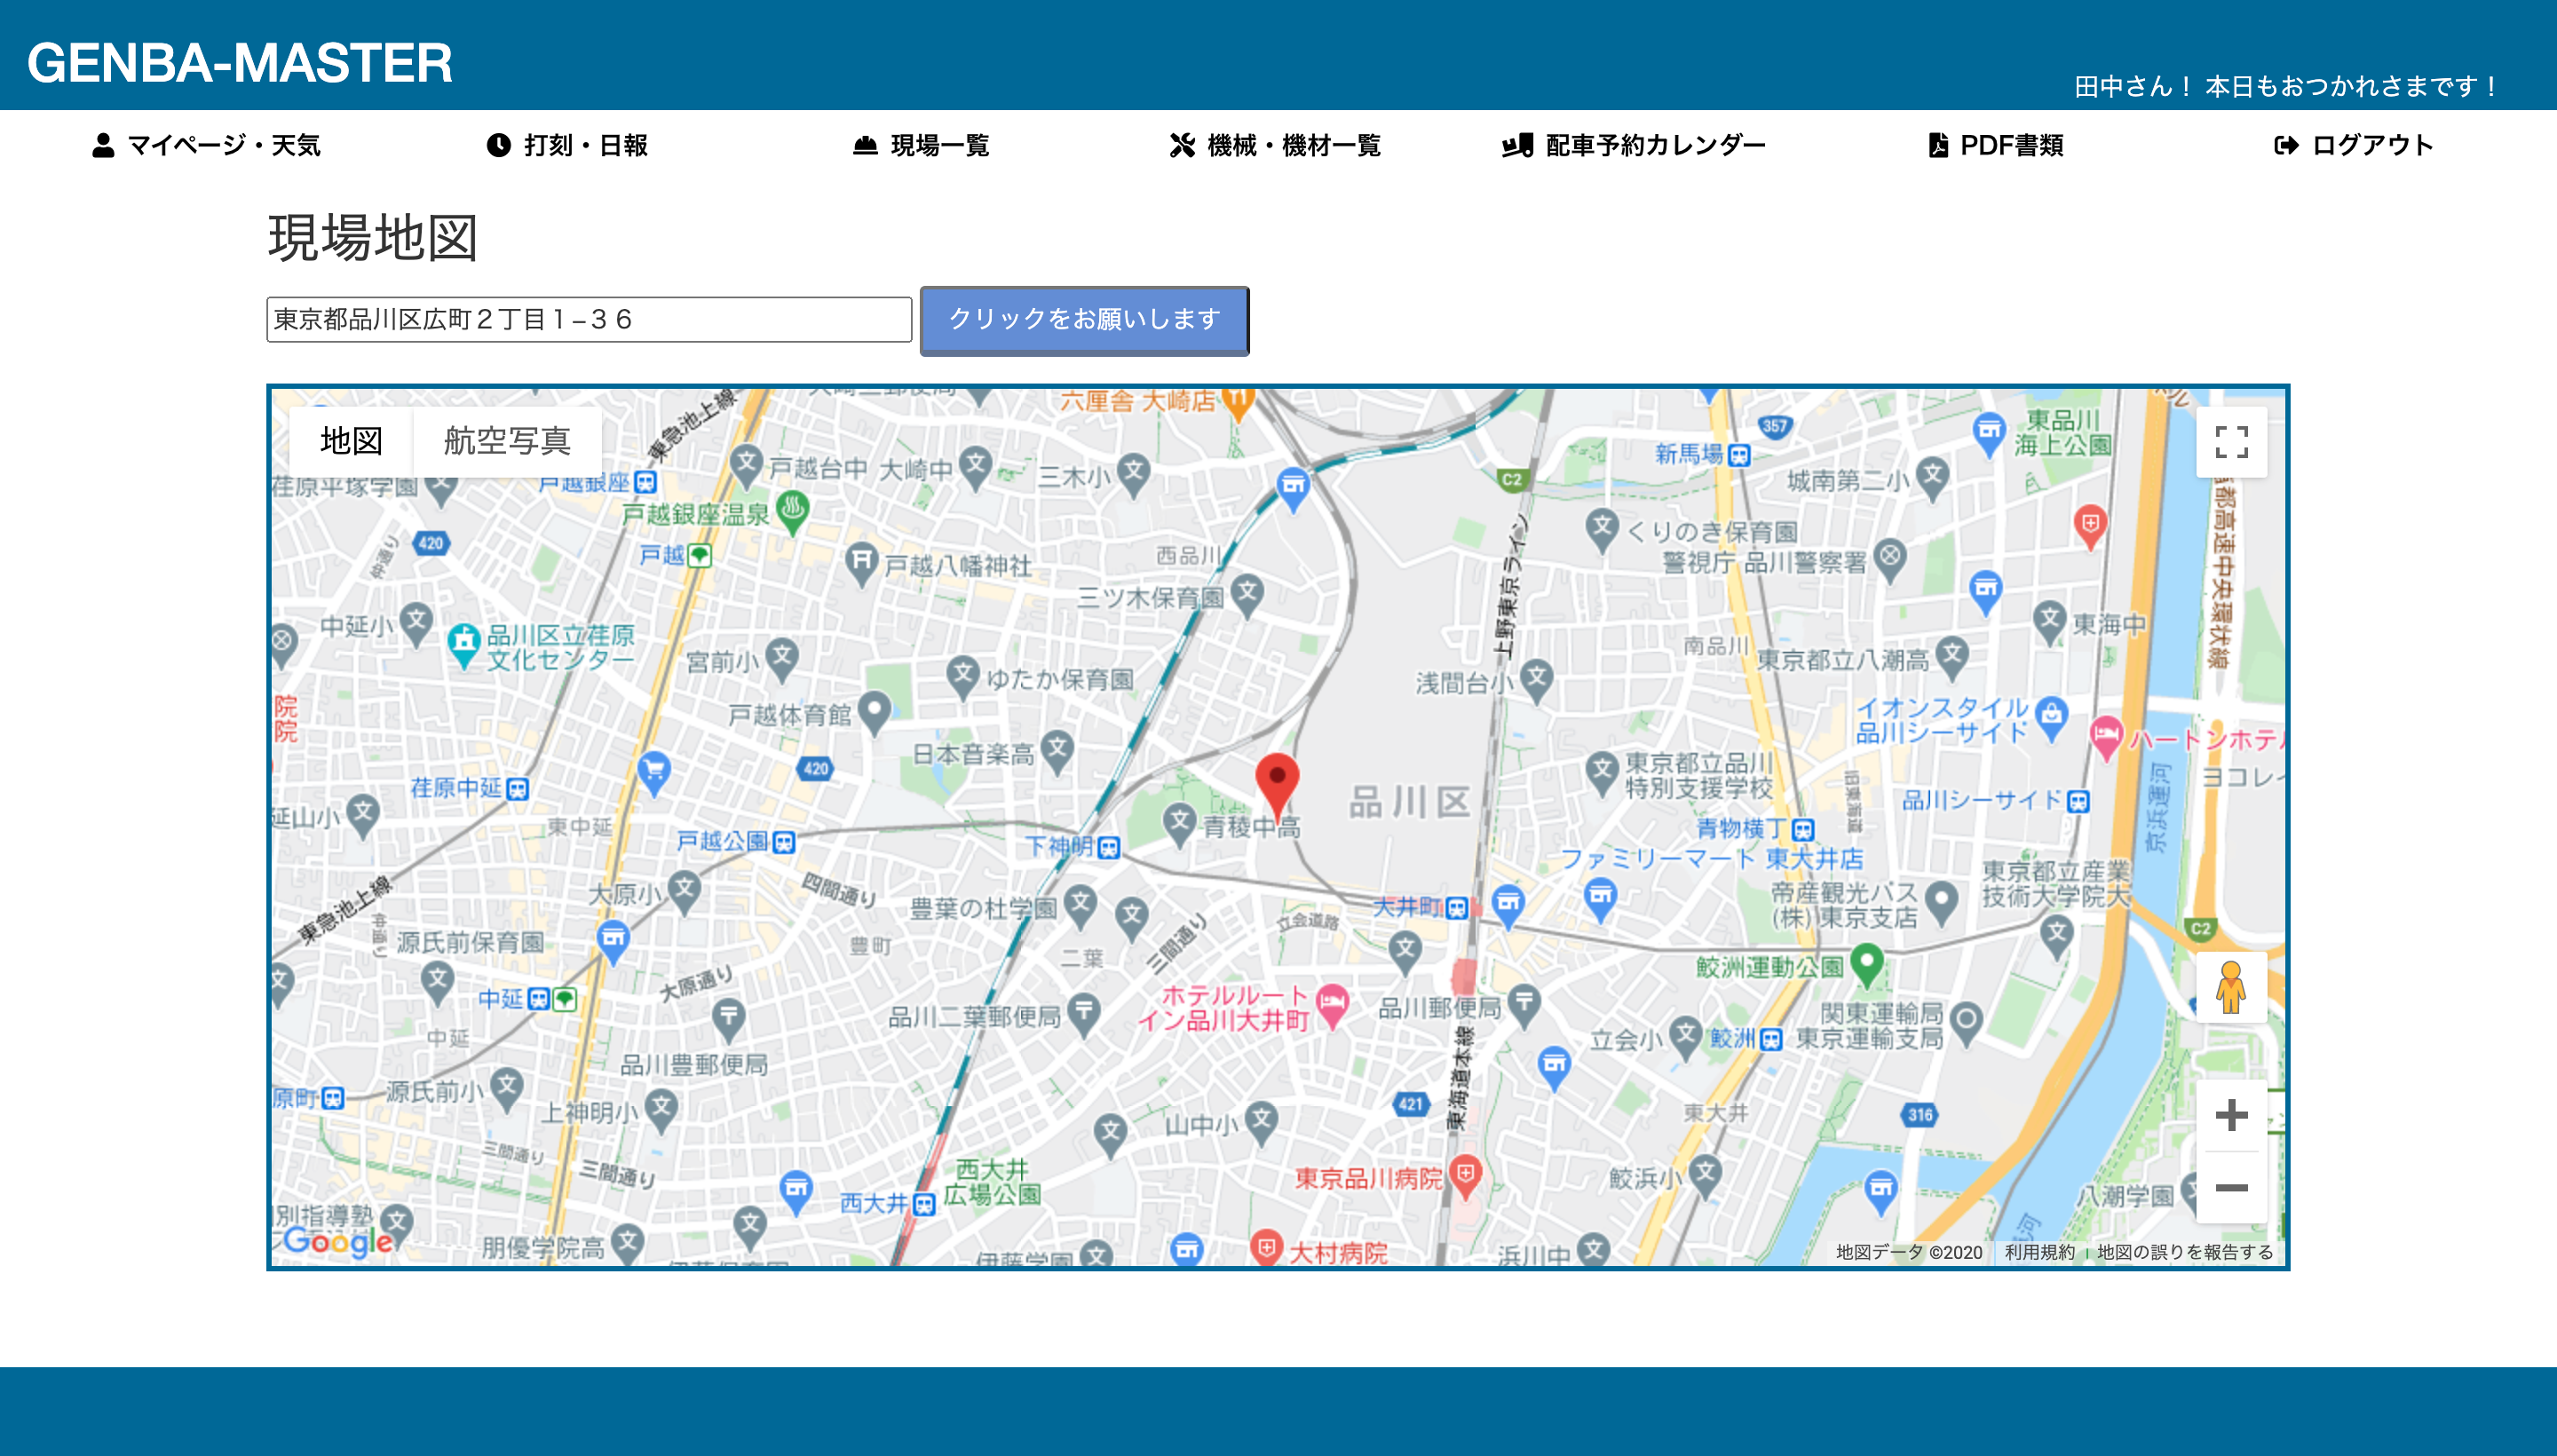 GENBA-MASTER
田中さん！ 本日もおつかれさまです！
マイページ・天気
打刻・日報
現場一覧
機械・機材一覧
配車予約カレンダー
PDF書類
ログアウト
現場地図
東京都品川区広町２丁目１−３６
クリックをお願いします
地図
航空写真
東急池上線
六厘舎 大崎店
357
新馬場
東品川
海上公園
荏原平塚学園
戸越銀座
戸越台中
大崎中
三木小
C2
城南第二小
戸越銀座温泉
420
仲通り
戸越
戸越八幡神社
西品川
上野東京ライン
くりのき保育園
警視庁 品川警察署
首都高速中央環状線
三ツ木保育園
中延小
品川区立荏原
文化センター
宮前小
ゆたか保育園
浅間台小
南品川
東京都立八潮高
東海中
戸越体育館
日本音楽高
420
イオンスタイル
品川シーサイド
ハートンホテル
荏原中延
延山小
東中延
戸越公園
下神明
青稜中高
品川区
東京都立品川
特別支援学校
旧東海道
品川シーサイド
京浜運河
青物横丁
ファミリーマート 東大井店
東急池上線
大原小
四間通り
豊葉の杜学園
立会道路
大井町
帝産観光バス
(株) 東京支店
東京都立産業
技術大学院大
源氏前保育園
豊町
二葉
三間通り
C2
中延
大原通り
品川二葉郵便局
ホテルルート
イン品川大井町
品川郵便局
鮫洲運動公園
関東運輸局
東京運輸支局
立会小
鮫洲
中延
品川豊郵便局
東海道本線
原町
源氏前小
上神明小
山中小
421
東大井
316
三間通り
三間通り
西大井
西大井
広場公園
東京品川病院
鮫浜小
八潮学園
別指導塾
朋優学院高
伊藤学園
大村病院
浜川中
Google
地図データ ©2020
利用規約
地図の誤りを報告する